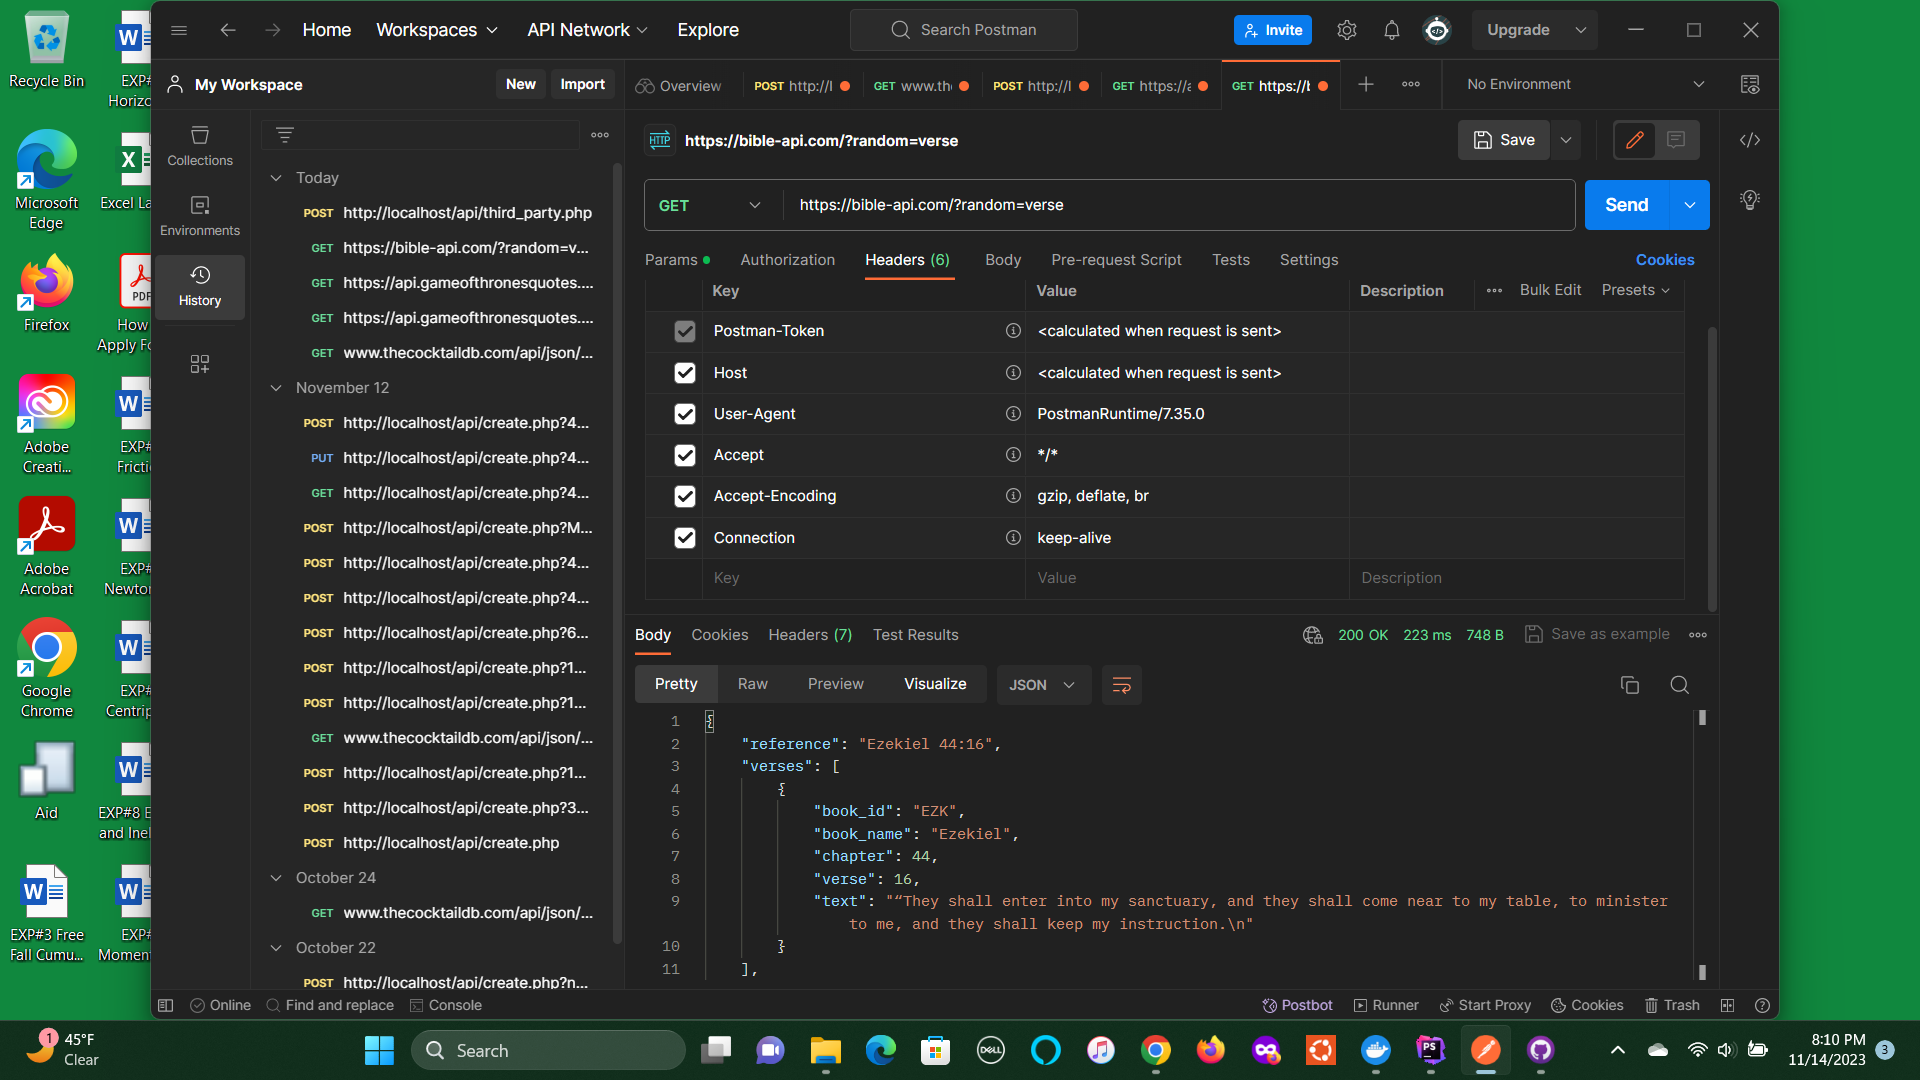 Recycle Bin
EXP#
Horizo
Microsoft
Edge
Excel La
Firefox
How
Apply Fo
Adobe
Creati...
EXP#
Frictio
Adobe
Acrobat
EXP#
Newton
Google
Chrome
EXP#
Centrip
Aid
EXP#8 E
and Inel
EXP#3 Free
Fall Cumu...
EXP#
Moment
Home
Workspaces
API Network
Explore
Search Postman
Invite
Upgrade
My Workspace
New
Import
Overview
POST http://l
GET www.th
POST http://l
GET https://a
GET https://b
No Environment
Collections
Environments
History
Today
POST http://localhost/api/third_party.php
GET https://bible-api.com/?random=v...
GET https://api.gameofthronesquotes....
GET https://api.gameofthronesquotes....
GET www.thecocktaildb.com/api/json/...
November 12
POST http://localhost/api/create.php?4...
PUT http://localhost/api/create.php?4...
GET http://localhost/api/create.php?4...
POST http://localhost/api/create.php?M...
POST http://localhost/api/create.php?4...
POST http://localhost/api/create.php?4...
POST http://localhost/api/create.php?6...
POST http://localhost/api/create.php?1...
POST http://localhost/api/create.php?1...
GET www.thecocktaildb.com/api/json/...
POST http://localhost/api/create.php?1...
POST http://localhost/api/create.php?3...
POST http://localhost/api/create.php
October 24
GET www.thecocktaildb.com/api/json/...
October 22
POST http://localhost/api/create.php?n...
HTTP https://bible-api.com/?random=verse
Save
GET https://bible-api.com/?random=verse
Send
Params Authorization Headers (6) Body Pre-request Script Tests Settings Cookies
Key Value Description Bulk Edit Presets
Postman-Token <calculated when request is sent>
Host <calculated when request is sent>
User-Agent PostmanRuntime/7.35.0
Accept */*
Accept-Encoding gzip, deflate, br
Connection keep-alive
Key Value Description
Body Cookies Headers (7) Test Results 200 OK 223 ms 748 B Save as example
Pretty Raw Preview Visualize JSON
1 {
2 "reference": "Ezekiel 44:16",
3 "verses": [
4 {
5 "book_id": "EZK",
6 "book_name": "Ezekiel",
7 "chapter": 44,
8 "verse": 16,
9 "text": "“They shall enter into my sanctuary, and they shall come near to my table, to minister
to me, and they shall keep my instruction.\n"
10 }
11 ],
Online Find and replace Console Postbot Runner Start Proxy Cookies Trash
1
45°F
Clear
Search
DELL
PS
8:10 PM
11/14/2023
3